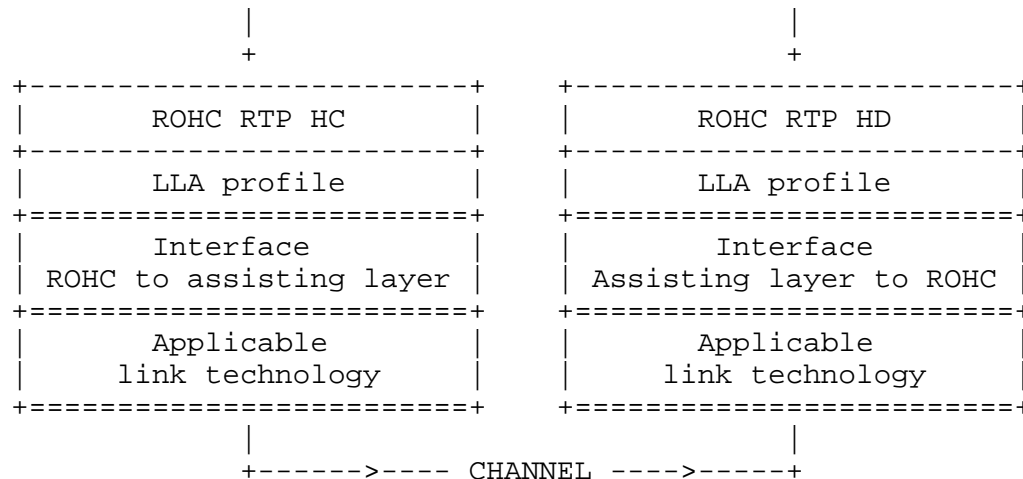 ROHC RTP HC ROHC RTP HD
LLA profile LLA profile
Interface Interface
ROHC to assisting layer Assisting layer to ROHC
Applicable Applicable
link technology link technology
CHANNEL